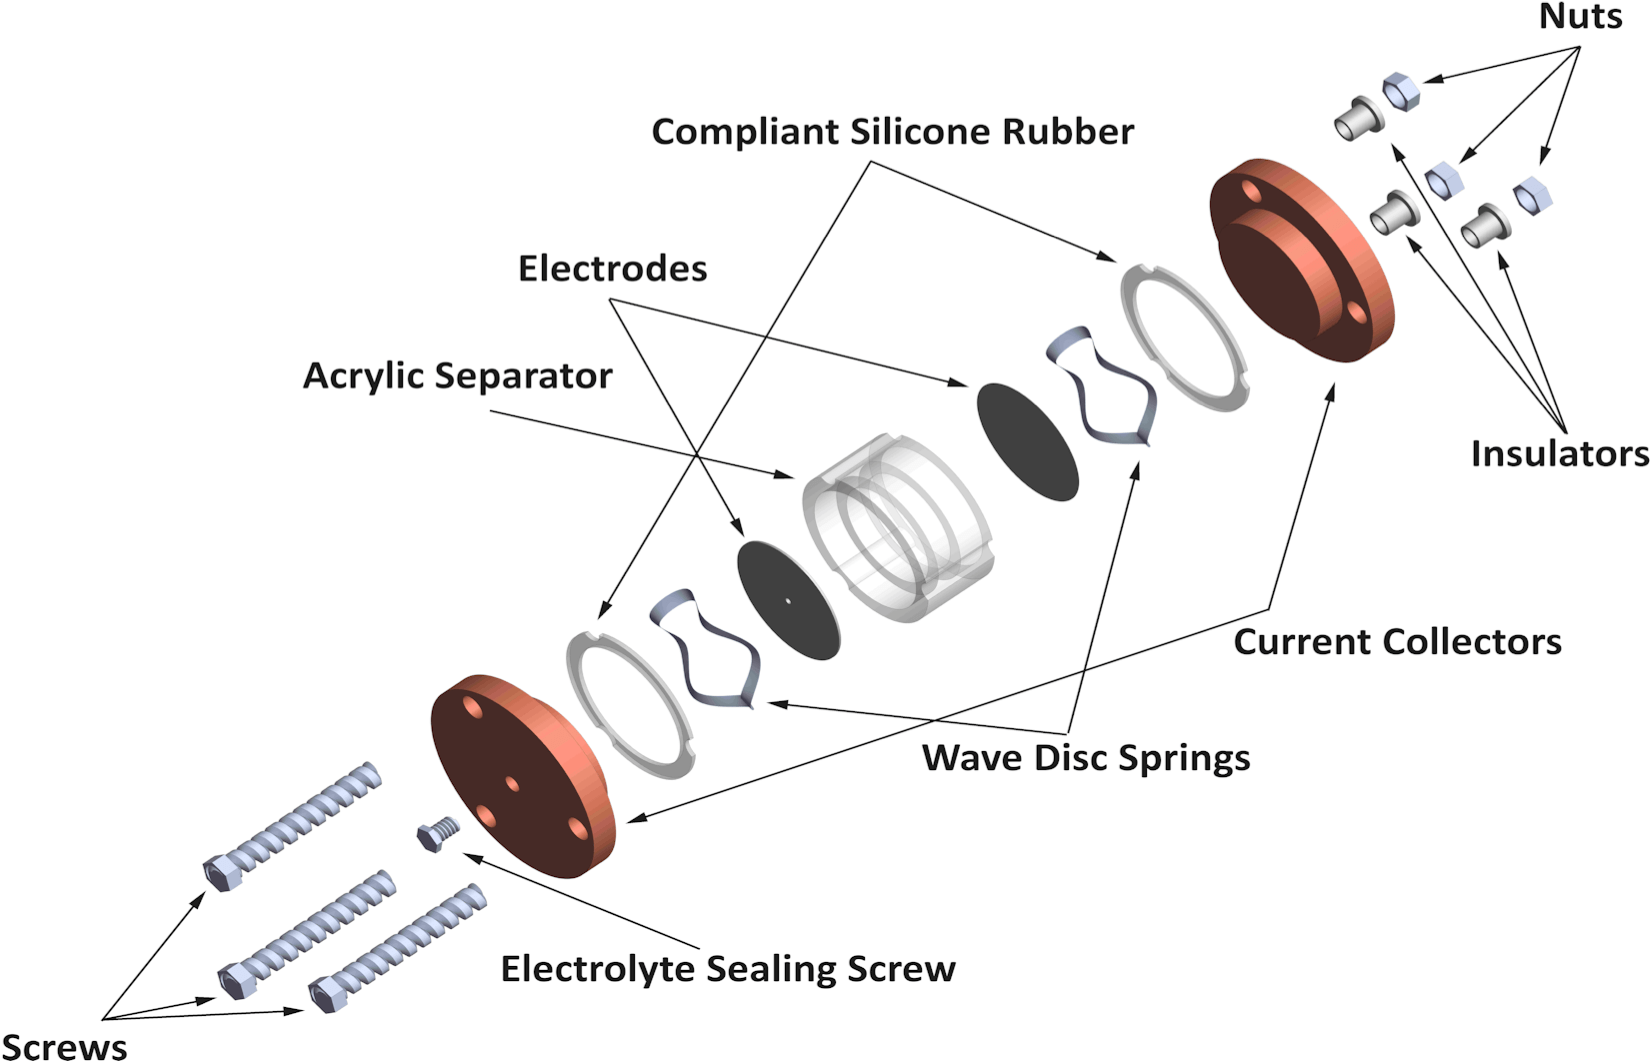 Nuts
Compliant Silicone Rubber
Electrodes
Acrylic Separator
Insulators
Current Collectors
Wave Disc Springs
Electrolyte Sealing Screw
Screws